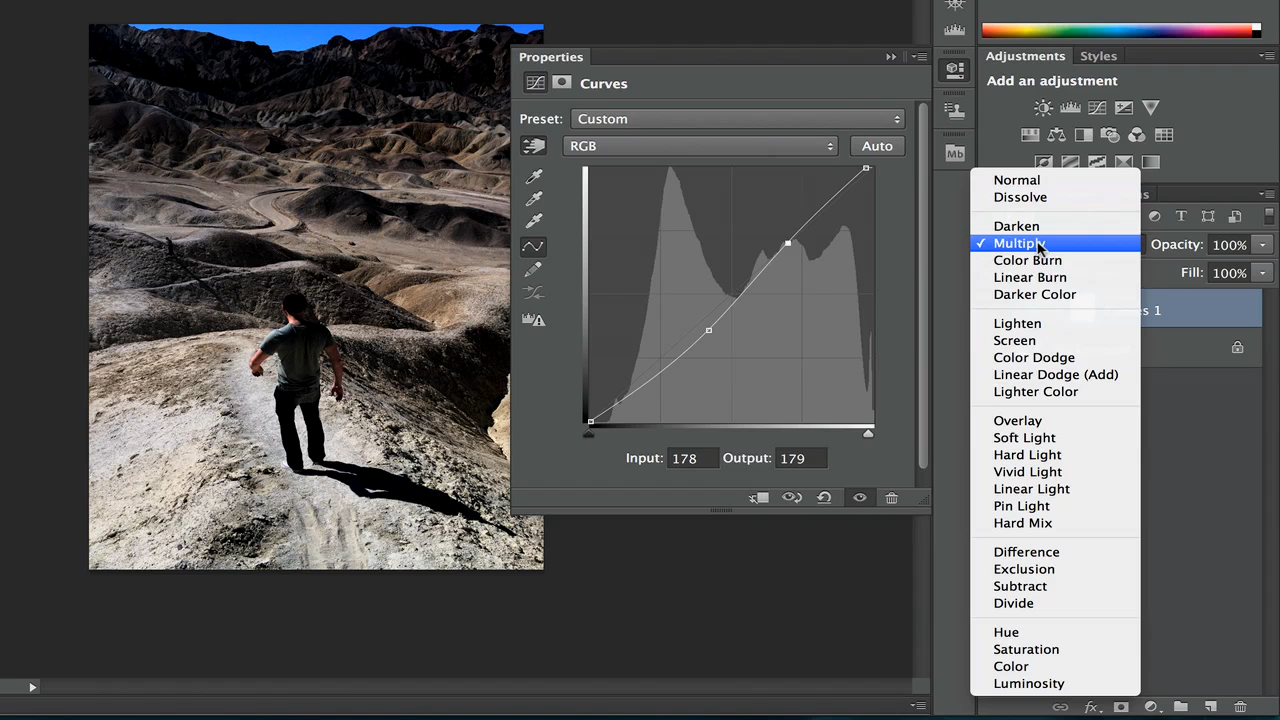 Properties
Curves
Preset: Custom
RGB
Auto
Input: 178 Output: 179
Adjustments Styles
Add an adjustment
Mb
Opacity: 100%
Fill: 100%
Normal
Dissolve
Darken
✓ Multiply
Color Burn
Linear Burn
Darker Color
Lighten
Screen
Color Dodge
Linear Dodge (Add)
Lighter Color
Overlay
Soft Light
Hard Light
Vivid Light
Linear Light
Pin Light
Hard Mix
Difference
Exclusion
Subtract
Divide
Hue
Saturation
Color
Luminosity
T
fx